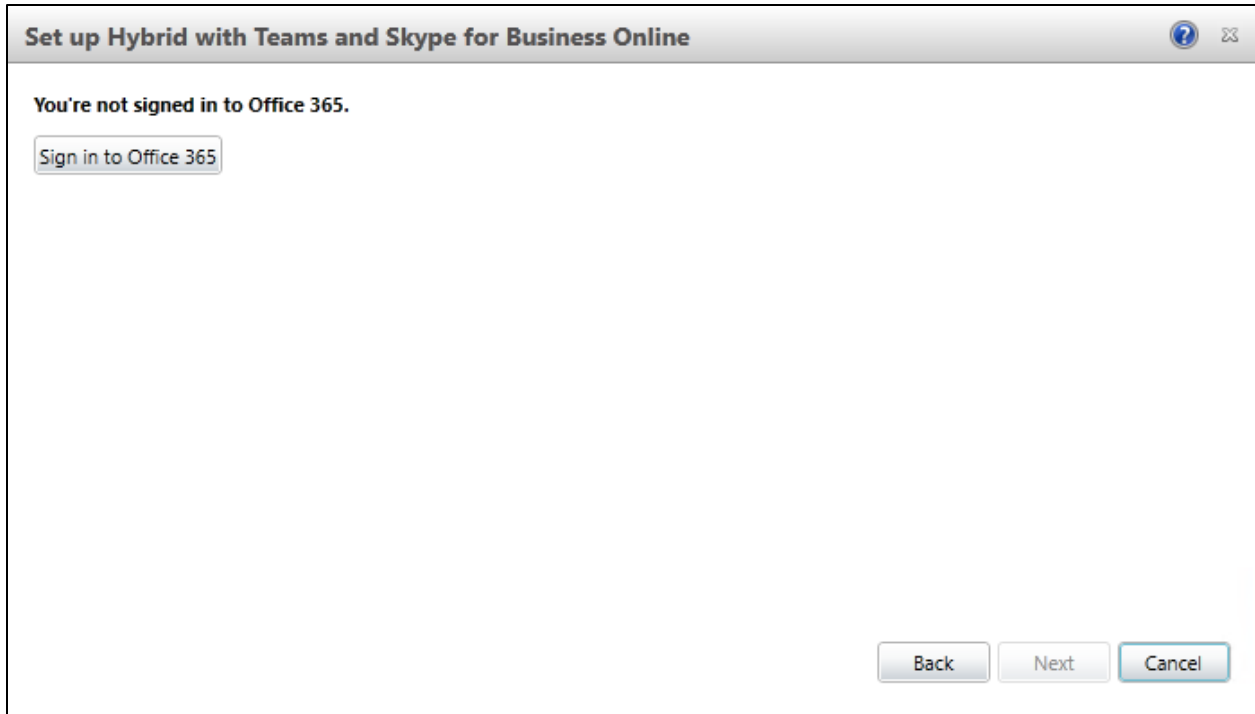 Set up Hybrid with Teams and Skype for Business Online
?
You're not signed in to Office 365.
Sign in to Office 365
Back Next Cancel